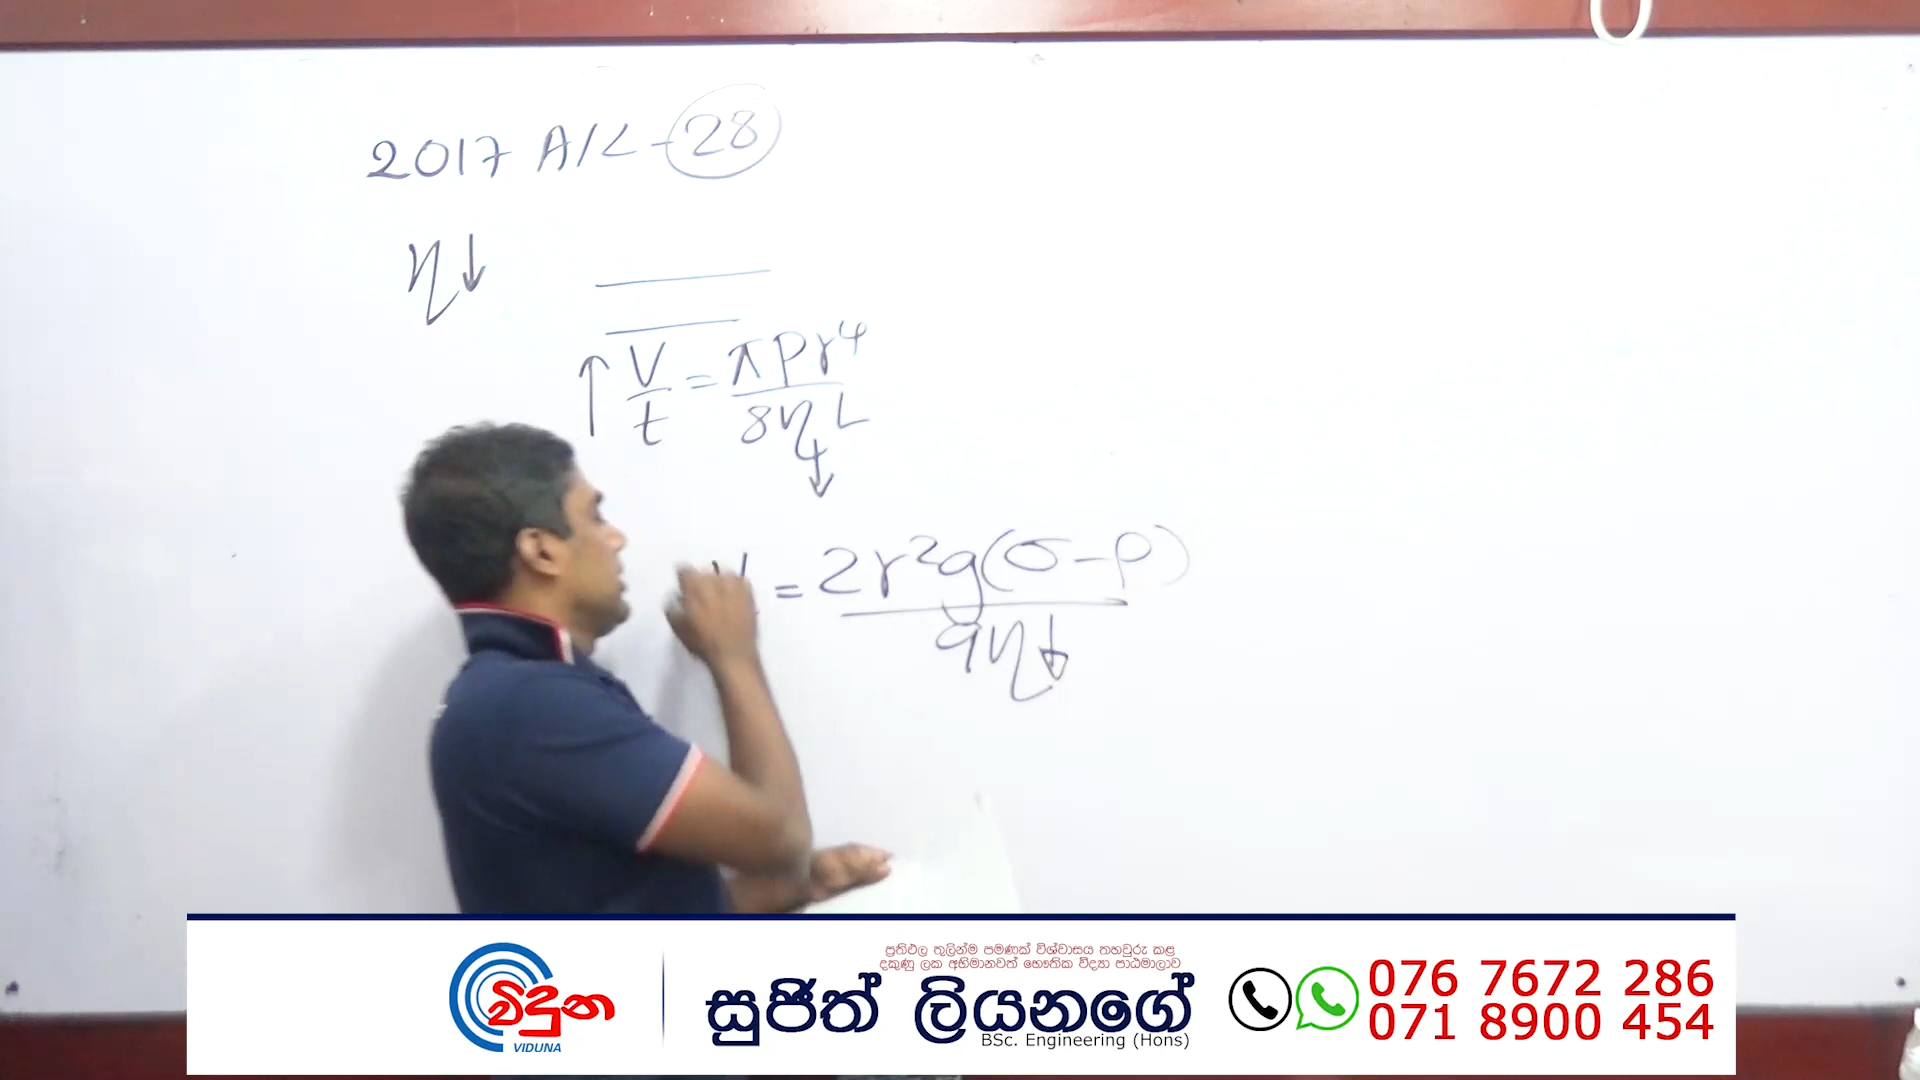 2017 A/L - 28
η↓
↑ V/t = πpr⁴/8ηL
↓
V = 2r²g(σ-ρ)/9η↓
විදුන
VIDUNA
ප්‍රතිඵල තුලින්ම පමණක් විශ්වාසය තහවුරු කළ
දකුණු ලක අභිමානවත් භෞතික විද්‍යා පාඨමාලාව
සුජිත් ලියනගේ
BSc. Engineering (Hons)
076 7672 286
071 8900 454